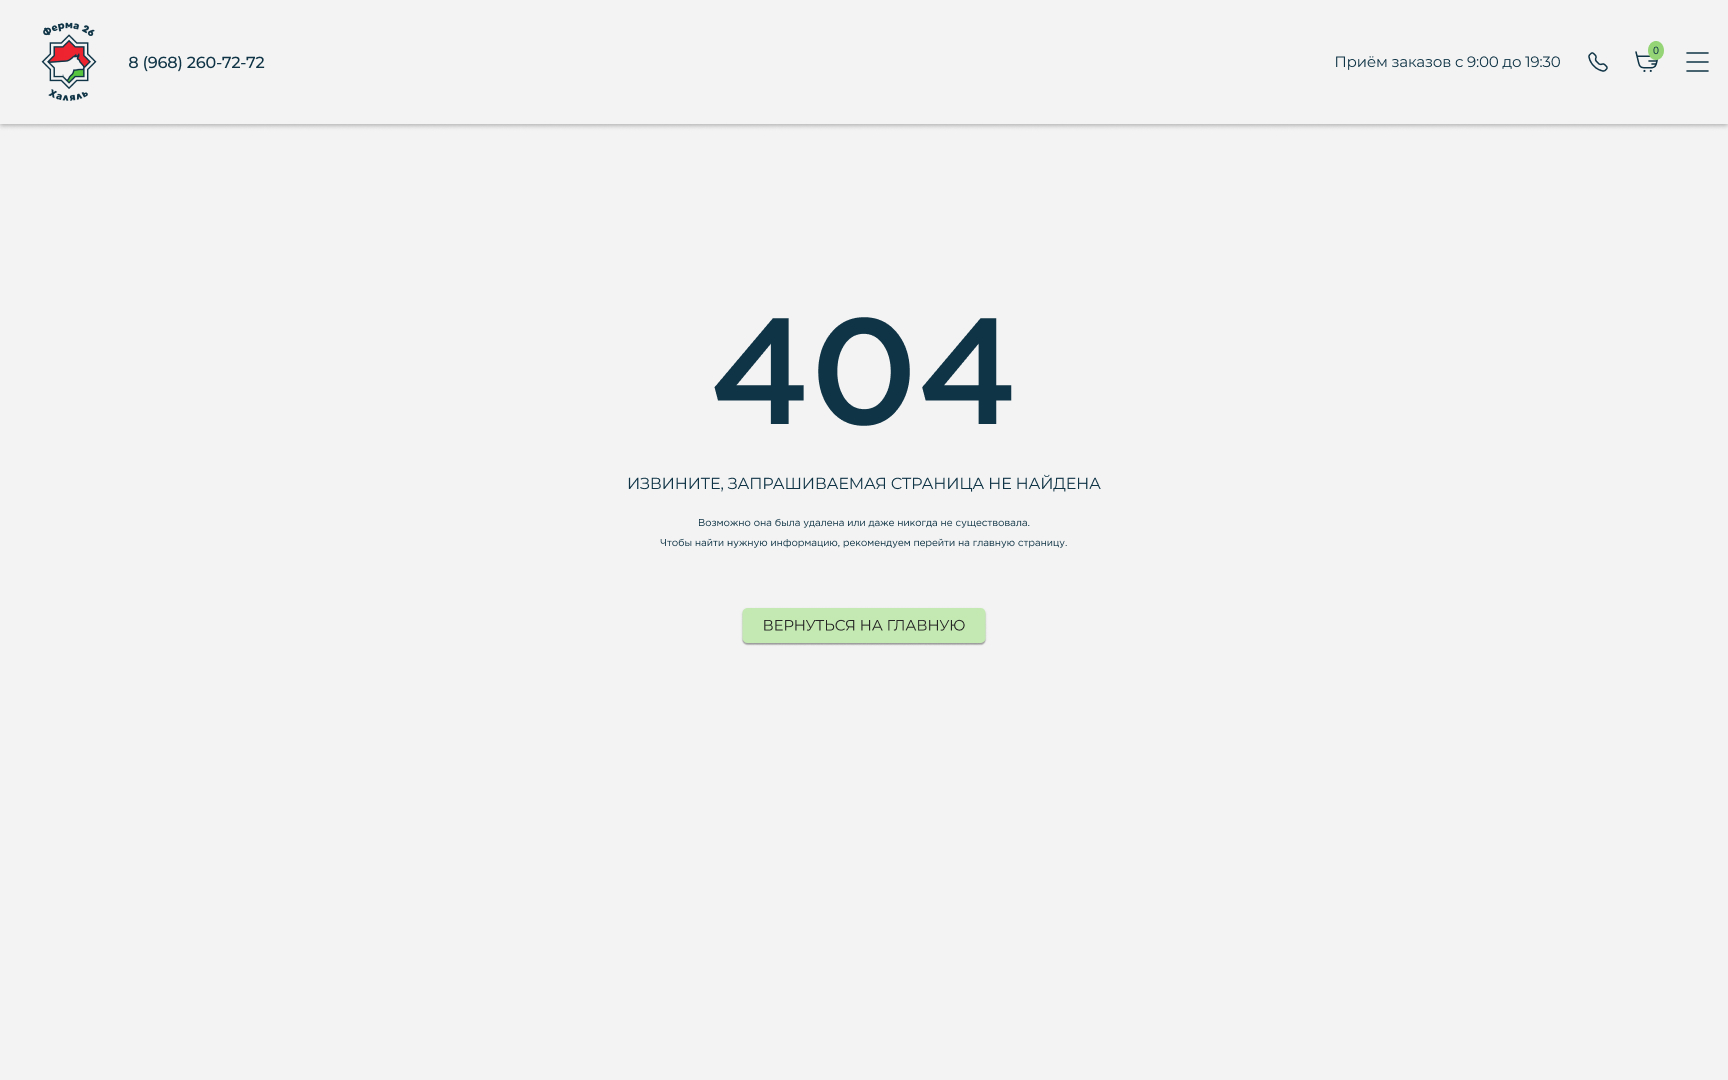 Ферма 26
Халяль
8 (968) 260-72-72
Приём заказов с 9:00 до 19:30
0
404
ИЗВИНИТЕ, ЗАПРАШИВАЕМАЯ СТРАНИЦА НЕ НАЙДЕНА
Возможно она была удалена или даже никогда не существовала.
Чтобы найти нужную информацию, рекомендуем перейти на главную страницу.
ВЕРНУТЬСЯ НА ГЛАВНУЮ